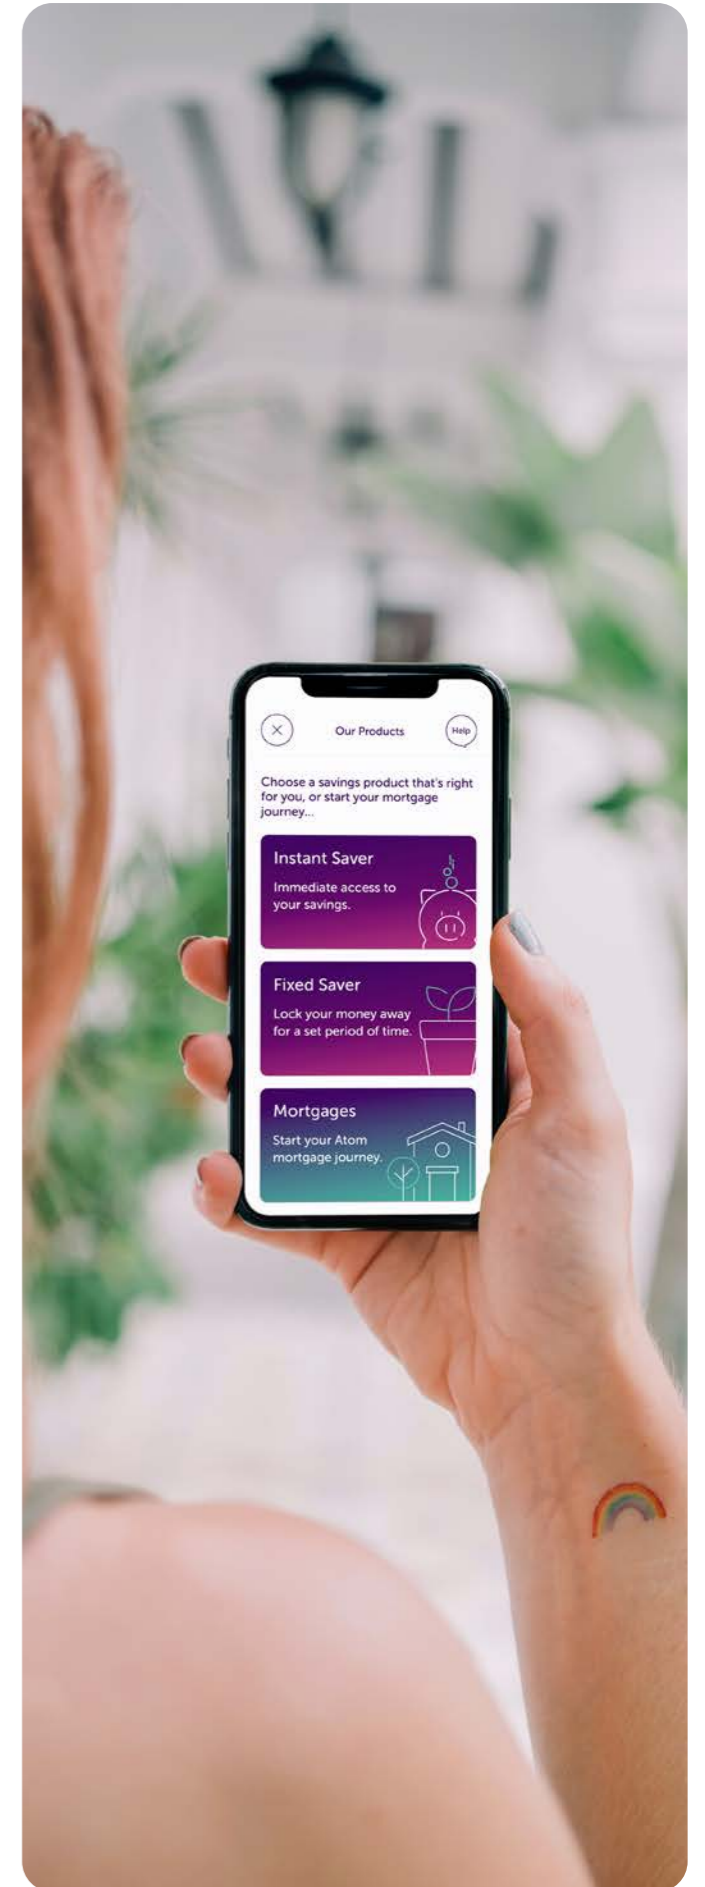 Our Products
Help
Choose a savings product that's right
for you, or start your mortgage
journey...
Instant Saver
Immediate access to
your savings.
Fixed Saver
Lock your money away
for a set period of time.
Mortgages
Start your Atom
mortgage journey.